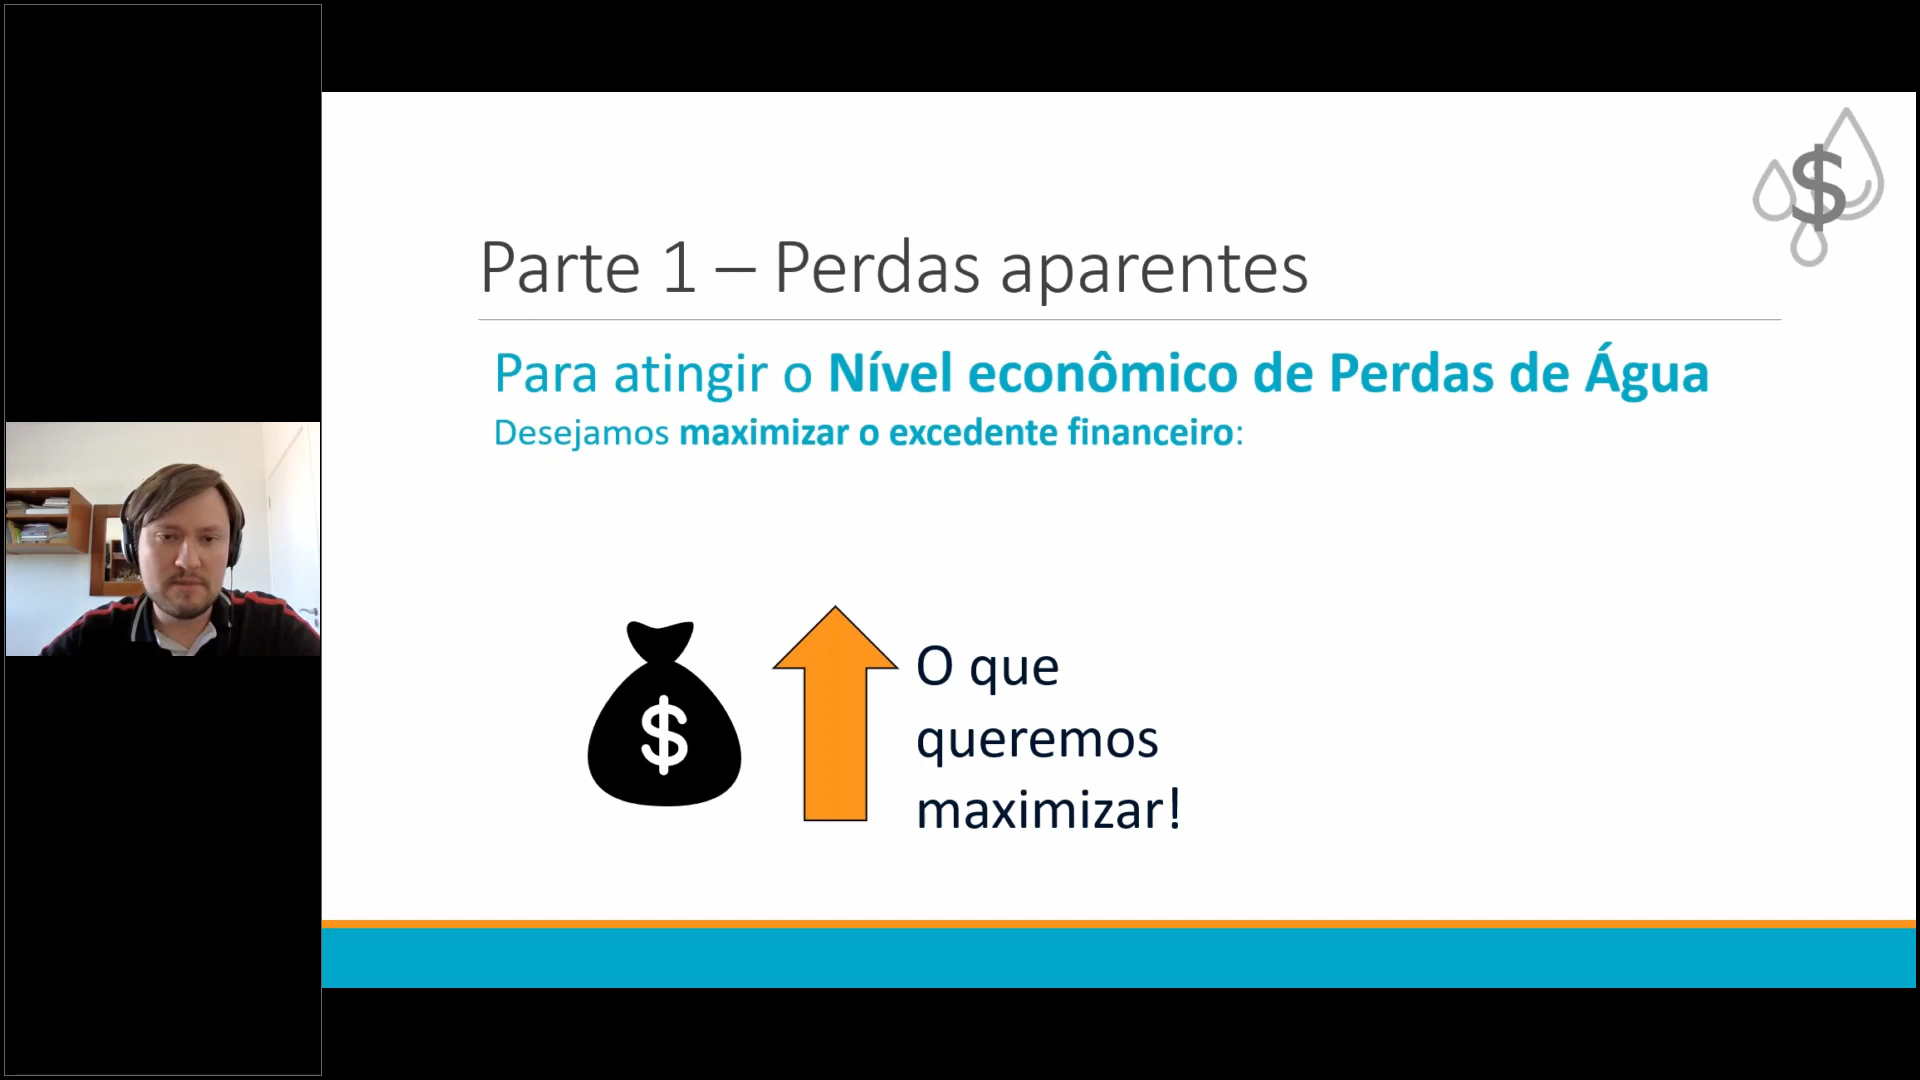 $
Parte 1 – Perdas aparentes
Para atingir o Nível econômico de Perdas de Água
Desejamos maximizar o excedente financeiro:
$
O que
queremos
maximizar!